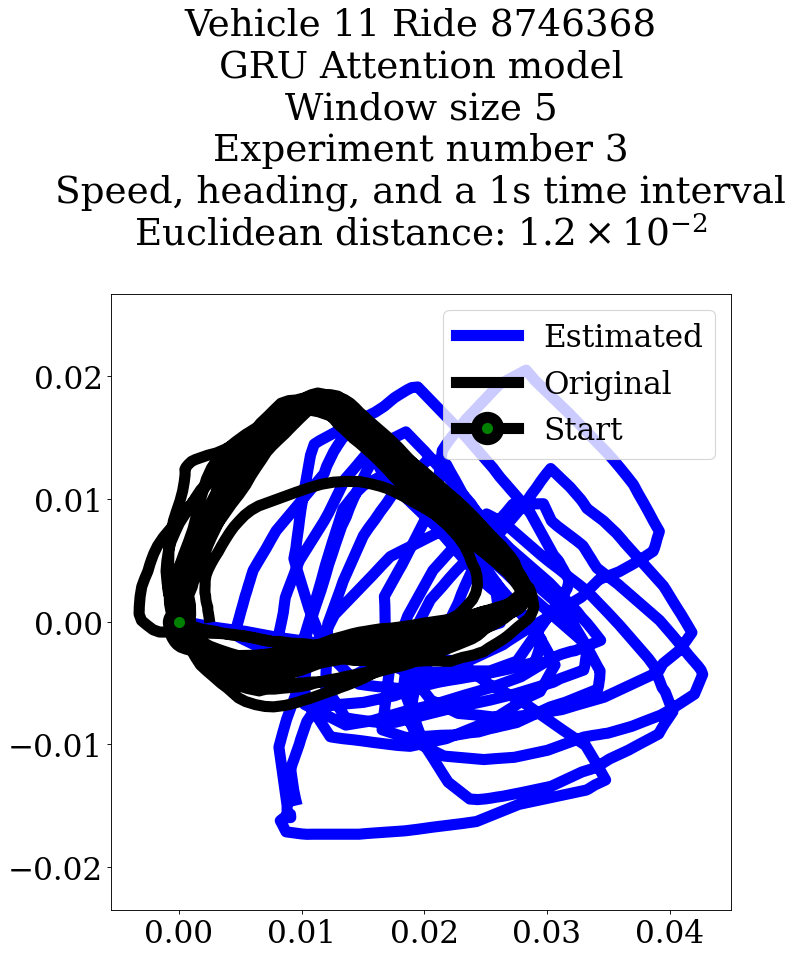 Vehicle 11 Ride 8746368
GRU Attention model
Window size 5
Experiment number 3
Speed, heading, and a 1s time interval
Euclidean distance: 1.2 × 10⁻²
Estimated
Original
Start
0.02
0.01
0.00
−0.01
−0.02
0.00 0.01 0.02 0.03 0.04